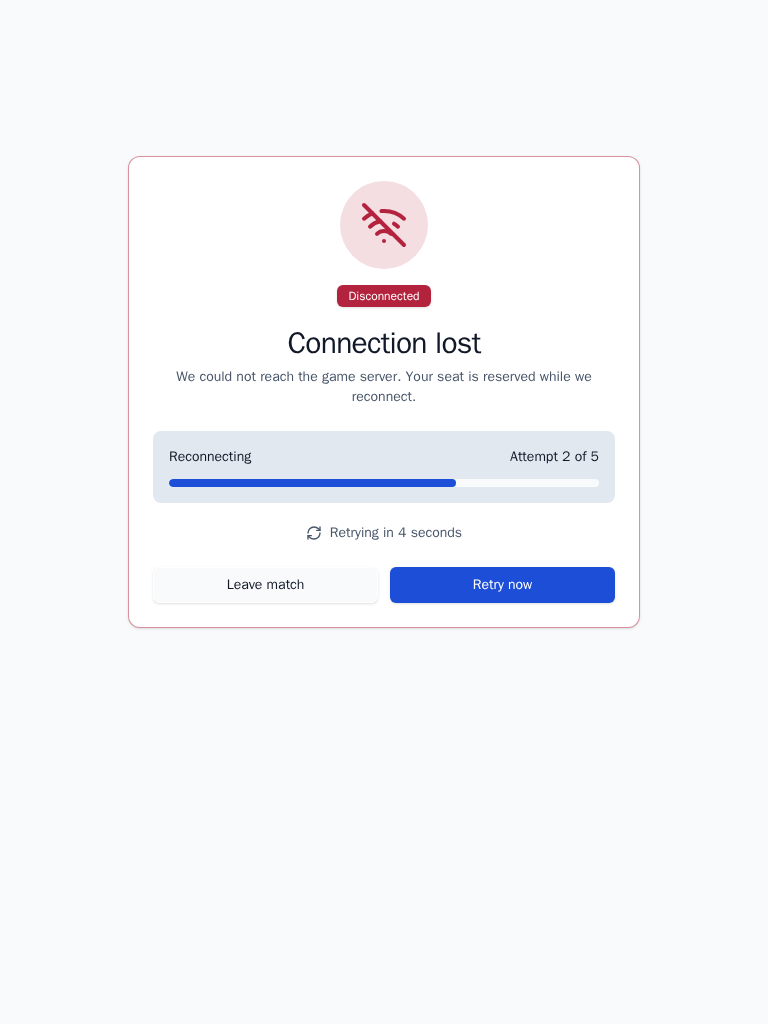 Disconnected
Connection lost
We could not reach the game server. Your seat is reserved while we
reconnect.
Reconnecting
Attempt 2 of 5
Retrying in 4 seconds
Leave match
Retry now